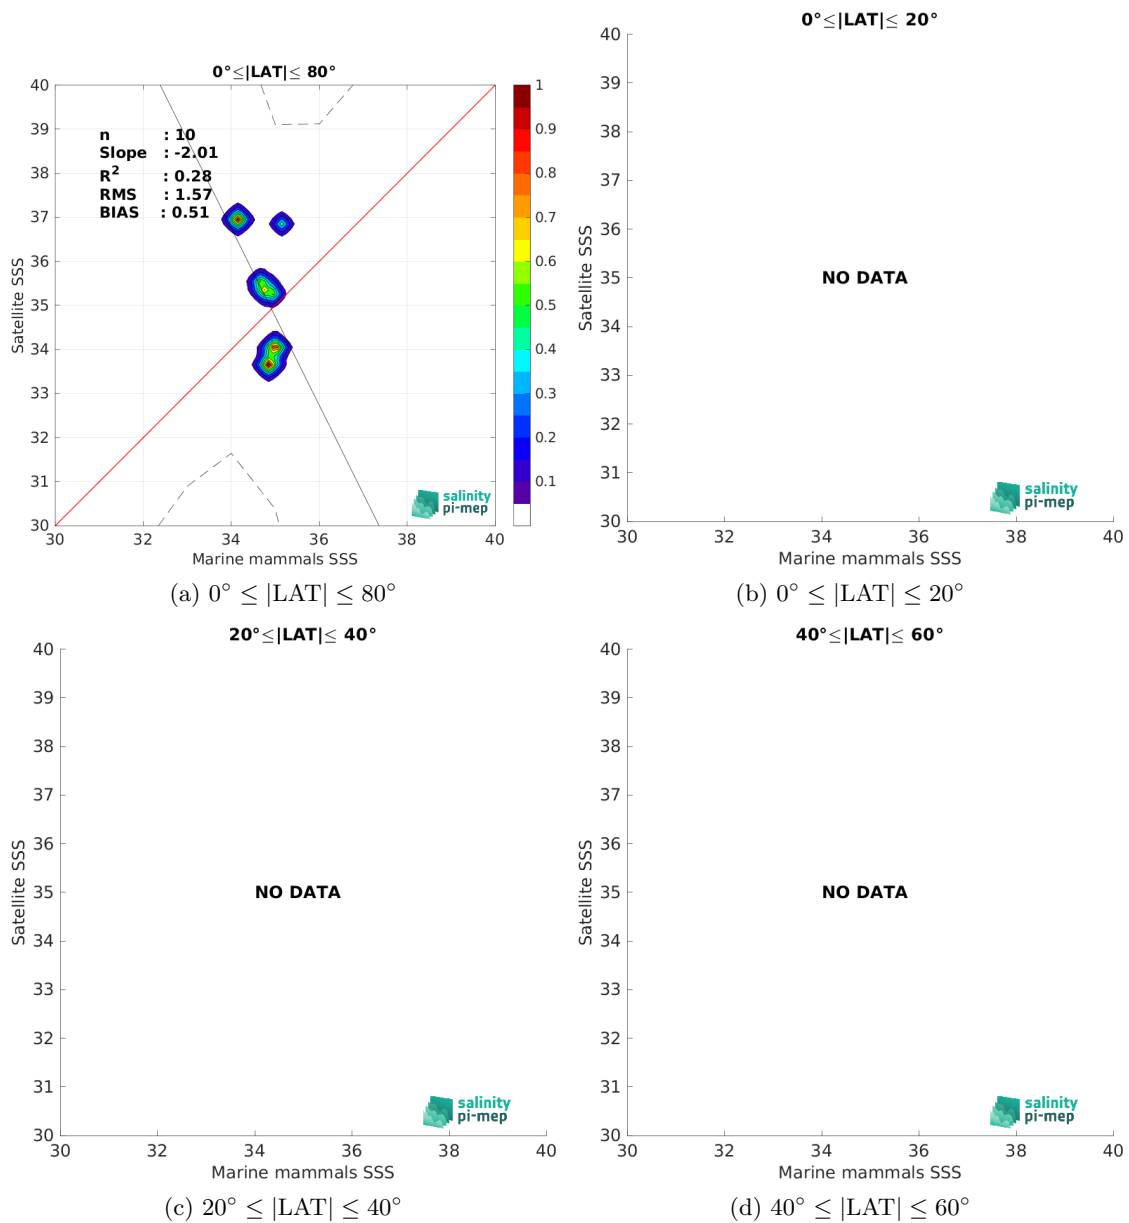 0°≤|LAT|≤ 80°
40
39
38
37
36
35
34
33
32
31
30
Satellite SSS
n : 10
Slope : -2.01
R² : 0.28
RMS : 1.57
BIAS : 0.51
1
0.9
0.8
0.7
0.6
0.5
0.4
0.3
0.2
0.1
salinity
pi-mep
30 32 34 36 38 40
Marine mammals SSS
(a) 0° ≤ |LAT| ≤ 80°
0°≤|LAT|≤ 20°
40
39
38
37
36
35
34
33
32
31
30
Satellite SSS
NO DATA
salinity
pi-mep
30 32 34 36 38 40
Marine mammals SSS
(b) 0° ≤ |LAT| ≤ 20°
20°≤|LAT|≤ 40°
40
39
38
37
36
35
34
33
32
31
30
Satellite SSS
NO DATA
salinity
pi-mep
30 32 34 36 38 40
Marine mammals SSS
(c) 20° ≤ |LAT| ≤ 40°
40°≤|LAT|≤ 60°
40
39
38
37
36
35
34
33
32
31
30
Satellite SSS
NO DATA
salinity
pi-mep
30 32 34 36 38 40
Marine mammals SSS
(d) 40° ≤ |LAT| ≤ 60°